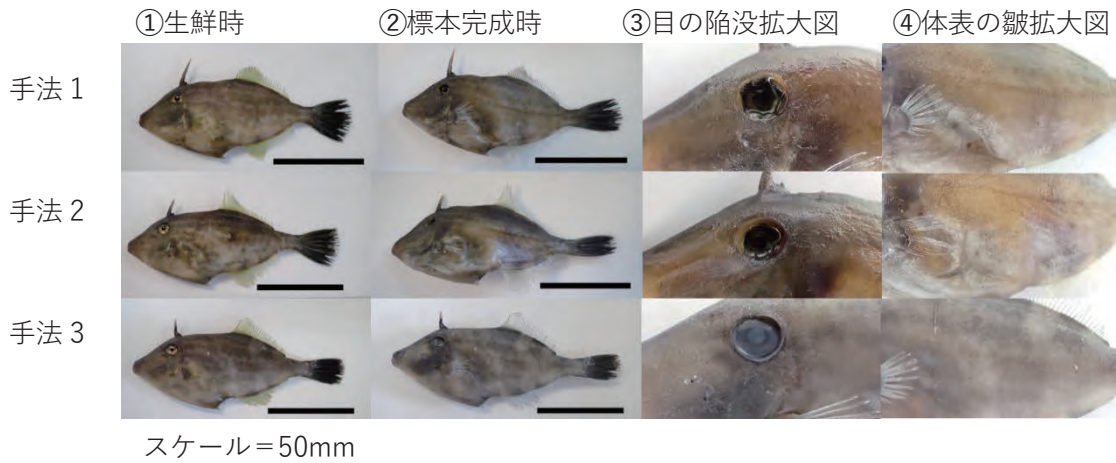 ①生鮮時 ②標本完成時 ③目の陥没拡大図 ④体表の皺拡大図
手法 1
手法 2
手法 3
スケール＝50mm